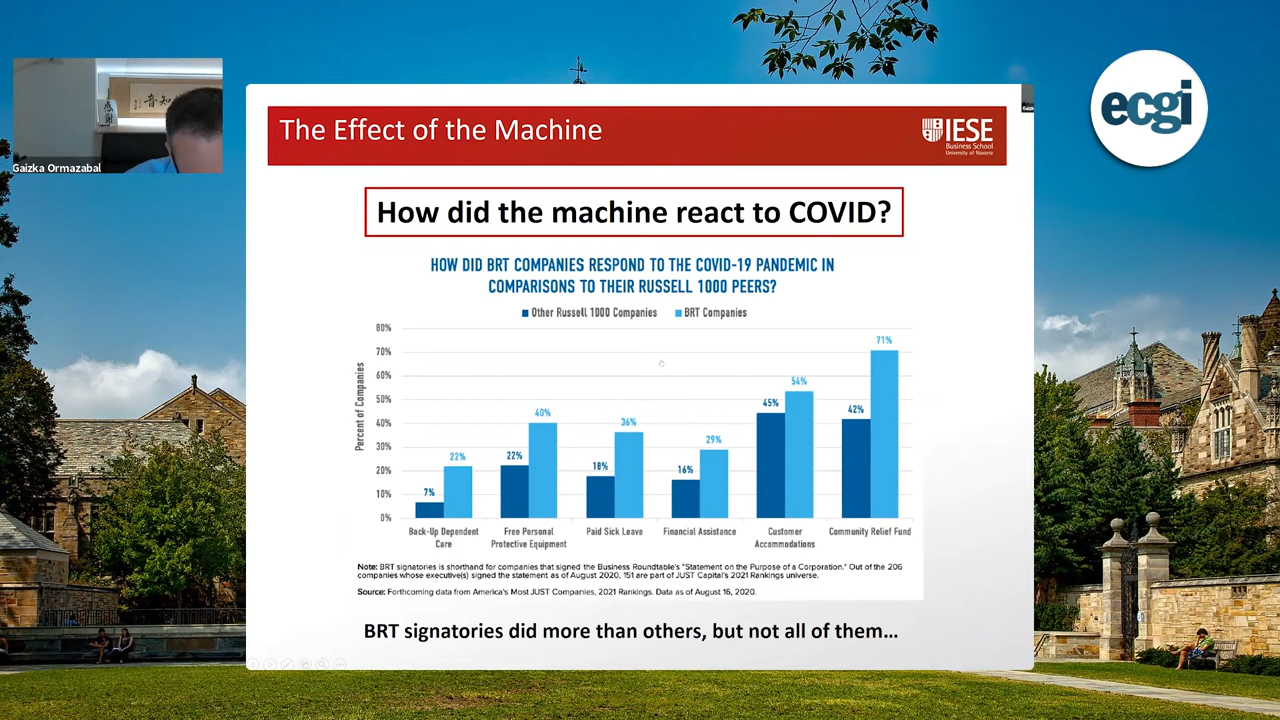 ecgi
Gaizka Ormazabal
The Effect of the Machine
IESE
Business School
University of Navarra
How did the machine react to COVID?
HOW DID BRT COMPANIES RESPOND TO THE COVID-19 PANDEMIC IN
COMPARISONS TO THEIR RUSSELL 1000 PEERS?
Other Russell 1000 Companies BRT Companies
Percent of Companies
80%
70%
60%
50%
40%
30%
20%
10%
0%
7% 22% 22% 40% 18% 36% 16% 29% 45% 54% 42% 71%
Back-Up Dependent Care
Free Personal Protective Equipment
Paid Sick Leave
Financial Assistance
Customer Accommodations
Community Relief Fund
Note: BRT signatories is shorthand for companies that signed the Business Roundtable's "Statement on the Purpose of a Corporation." Out of the 206
companies whose executive(s) signed the statement as of August 2020, 151 are part of JUST Capital's 2021 Rankings universe.
Source: Forthcoming data from America's Most JUST Companies, 2021 Rankings. Data as of August 16, 2020.
BRT signatories did more than others, but not all of them…